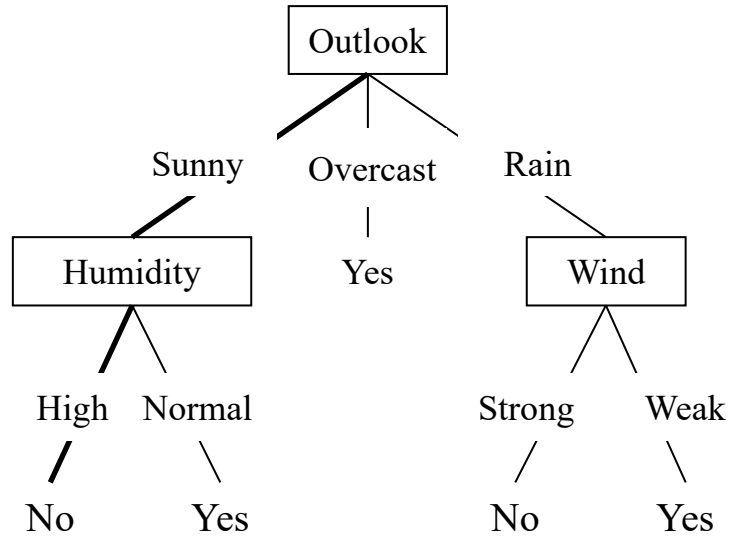 Outlook
Sunny Overcast Rain
Humidity Yes Wind
High Normal Strong Weak
No Yes No Yes